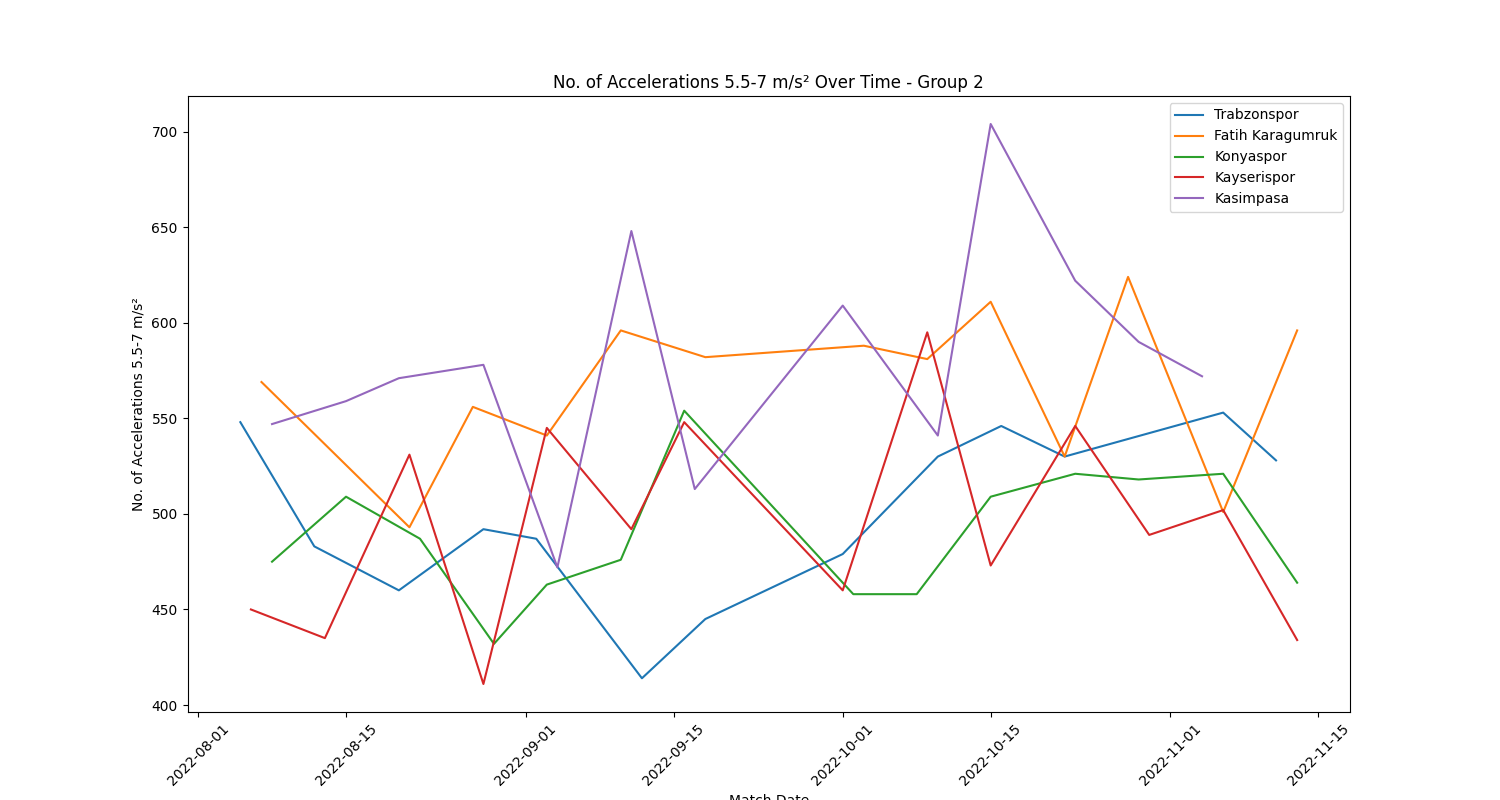 No. of Accelerations 5.5-7 m/s² Over Time - Group 2
Trabzonspor
Fatih Karagumruk
Konyaspor
Kayserispor
Kasimpasa
No. of Accelerations 5.5-7 m/s²
700
650
600
550
500
450
400
2022-08-01
2022-08-15
2022-09-01
2022-09-15
2022-10-01
2022-10-15
2022-11-01
2022-11-15
Match Date